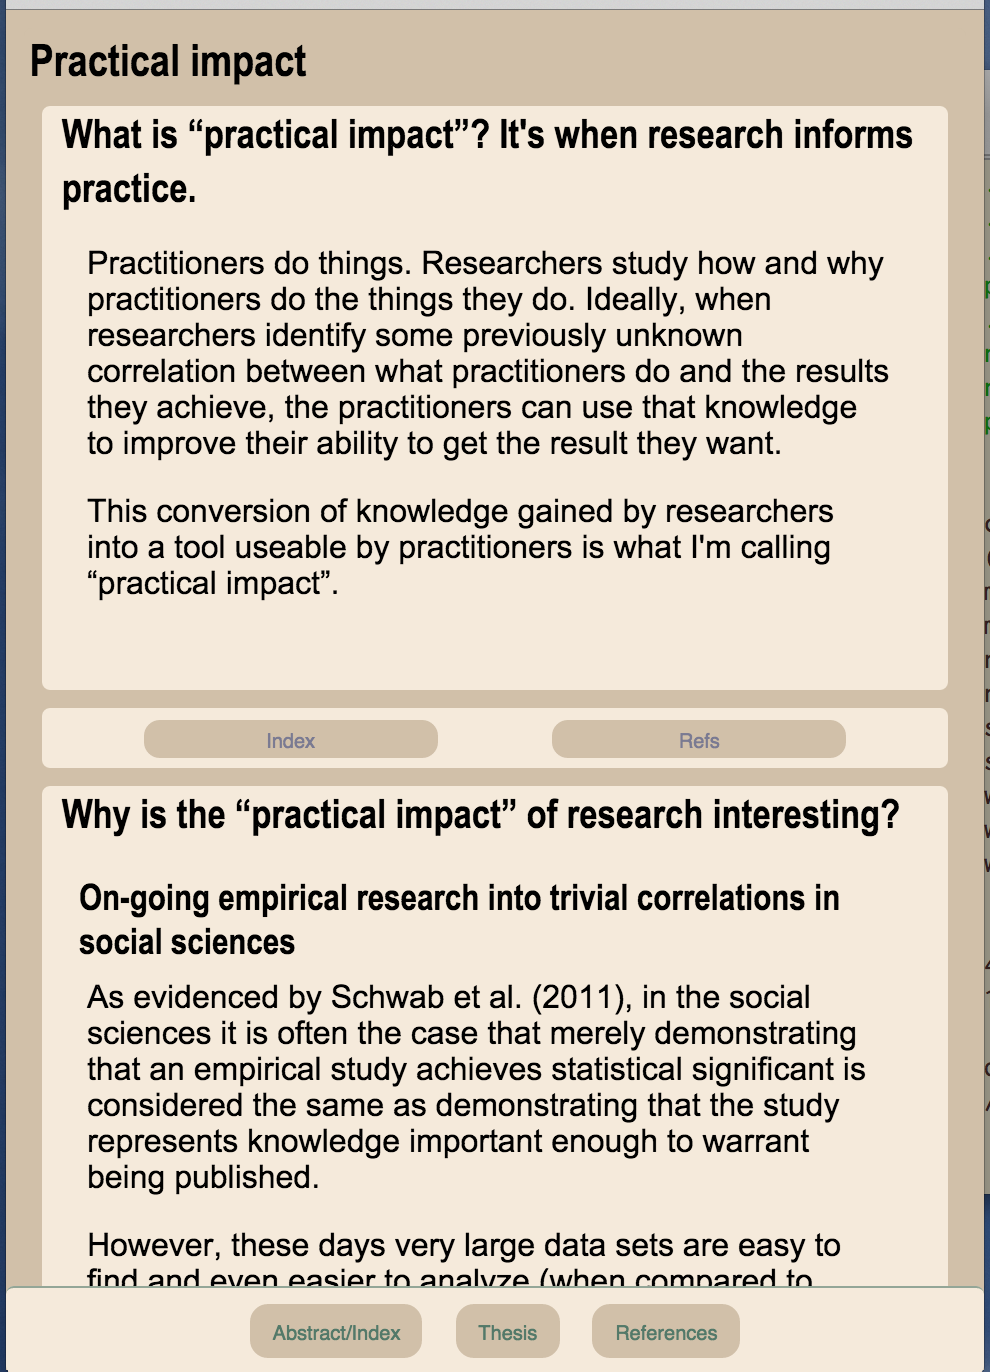 Practical impact
What is “practical impact”? It's when research informs
practice.
Practitioners do things. Researchers study how and why
practitioners do the things they do. Ideally, when
researchers identify some previously unknown
correlation between what practitioners do and the results
they achieve, the practitioners can use that knowledge
to improve their ability to get the result they want.
This conversion of knowledge gained by researchers
into a tool useable by practitioners is what I'm calling
“practical impact”.
Index
Refs
Why is the “practical impact” of research interesting?
On-going empirical research into trivial correlations in
social sciences
As evidenced by Schwab et al. (2011), in the social
sciences it is often the case that merely demonstrating
that an empirical study achieves statistical significant is
considered the same as demonstrating that the study
represents knowledge important enough to warrant
being published.
However, these days very large data sets are easy to
find and even easier to analyze (when compared to
Abstract/Index
Thesis
References